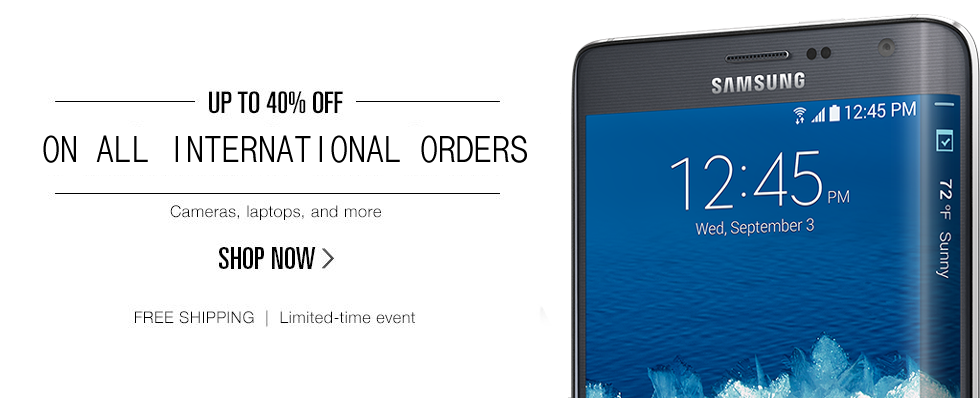 UP TO 40% OFF
ON ALL INTERNATIONAL ORDERS
Cameras, laptops, and more
SHOP NOW >
FREE SHIPPING | Limited-time event
SAMSUNG
12:45 PM
12:45 PM
Wed, September 3
72 °F Sunny